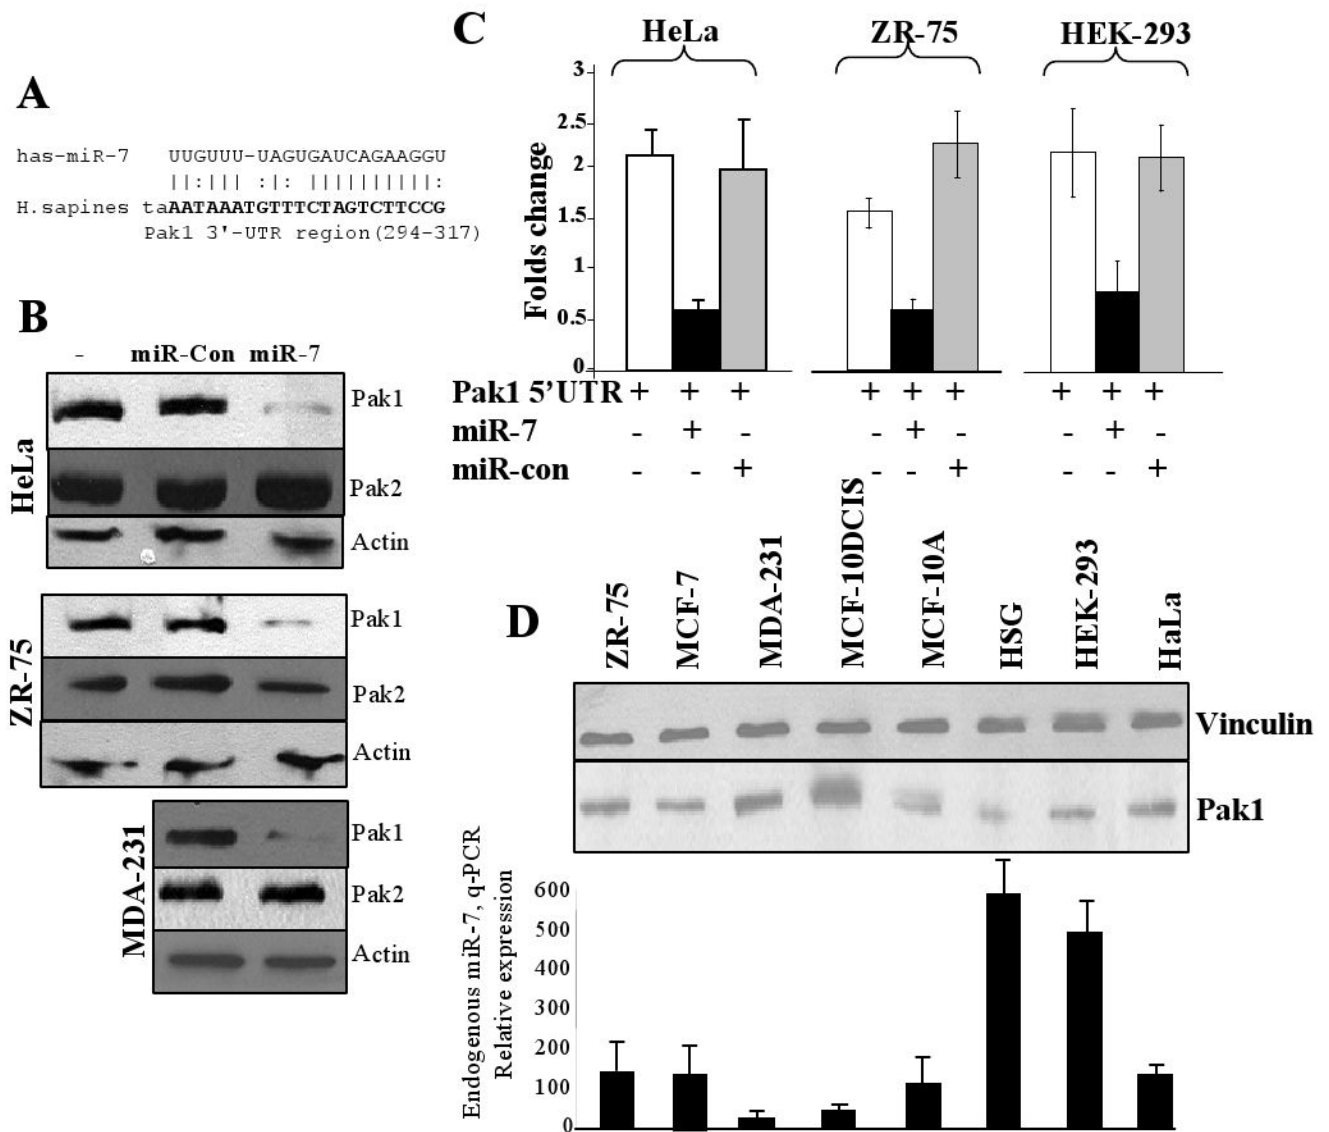 A
has-miR-7 UUGUUU-UAGUGAUCAGAAGGU
||:||| :|: ||||||||||:
H.sapines taAATAAATGTTTCTAGTCTTCCG
Pak1 3'-UTR region(294-317)
B
- miR-Con miR-7
HeLa
Pak1
Pak2
Actin
ZR-75
Pak1
Pak2
Actin
MDA-231
Pak1
Pak2
Actin
C
HeLa ZR-75 HEK-293
Folds change
3
2.5
2
1.5
1
0.5
0
Pak1 5’UTR + + + + + + + + +
miR-7 - + - - + - - + -
miR-con - - + - - + - - +
D
ZR-75
MCF-7
MDA-231
MCF-10DCIS
MCF-10A
HSG
HEK-293
HaLa
Vinculin
Pak1
Endogenous miR-7, q-PCR
Relative expression
600
500
400
300
200
100
0